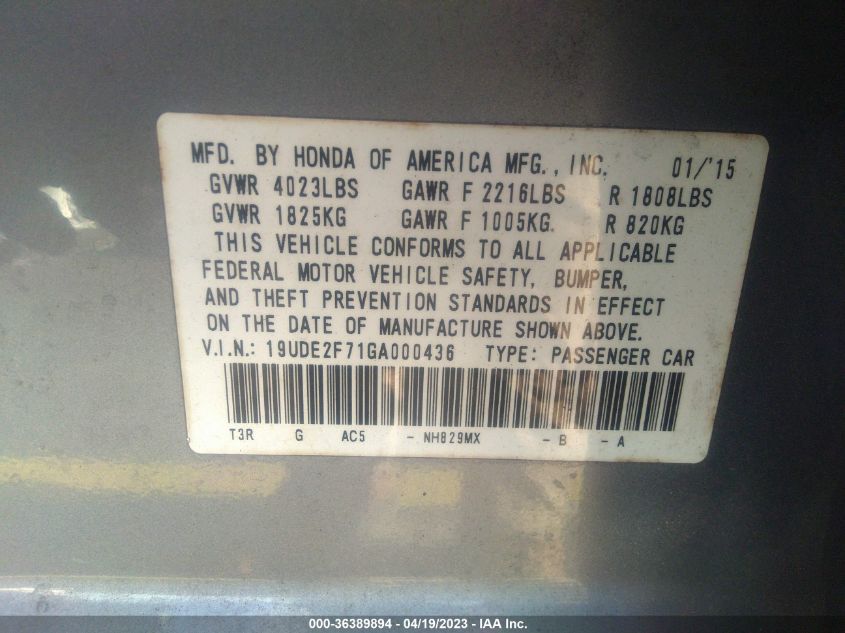 MFD. BY HONDA OF AMERICA MFG., INC. 01/'15
GVWR 4023LBS GAWR F 2216LBS R 1808LBS
GVWR 1825KG GAWR F 1005KG. R 820KG
THIS VEHICLE CONFORMS TO ALL APPLICABLE
FEDERAL MOTOR VEHICLE SAFETY, BUMPER,
AND THEFT PREVENTION STANDARDS IN EFFECT
ON THE DATE OF MANUFACTURE SHOWN ABOVE.
V.I.N.: 19UDE2F71GA000436 TYPE: PASSENGER CAR
T3R G AC5 - NH829MX - B - A
000-36389894 - 04/19/2023 - IAA Inc.